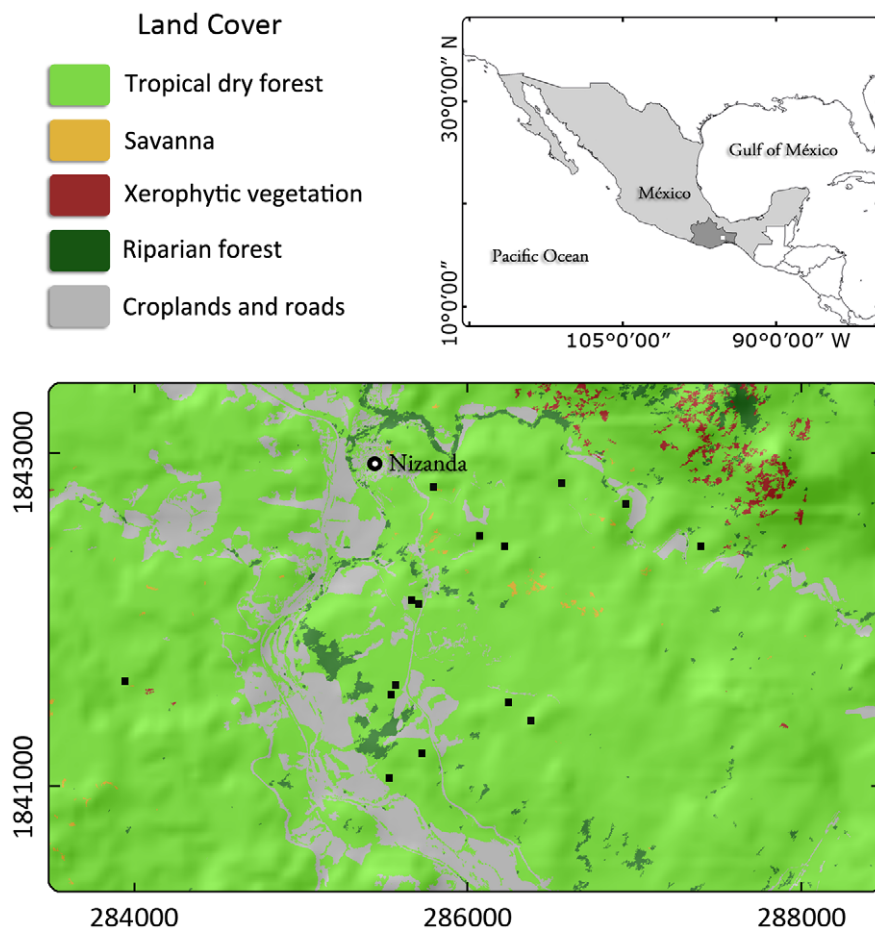 Land Cover
Tropical dry forest
Savanna
Xerophytic vegetation
Riparian forest
Croplands and roads
30°0′00″ N
10°0′00″
Gulf of México
México
Pacific Ocean
105°0′00″
90°0′00″ W
1843000
1841000
Nizanda
284000
286000
288000